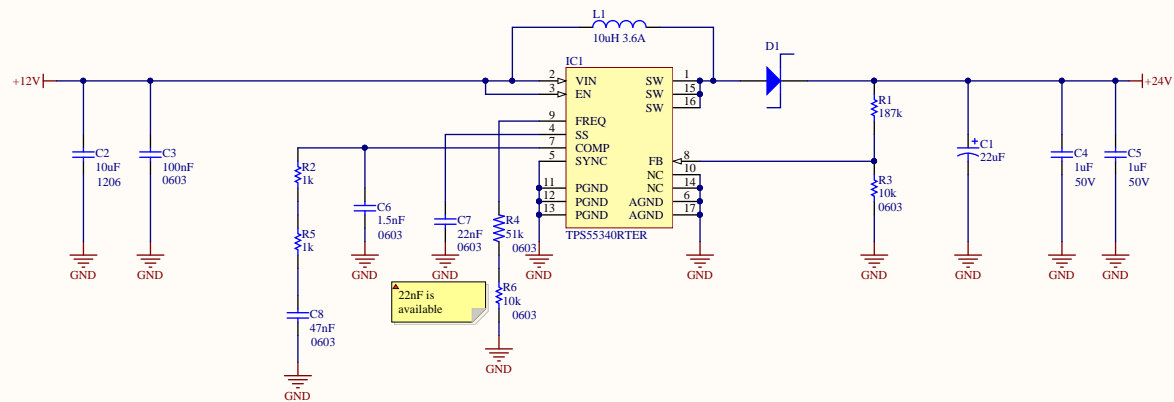 L1
10uH 3.6A
D1
+12V
+24V
IC1
2 VIN SW 1
3 EN SW 15
SW 16
9 FREQ
4 SS
7 COMP
5 SYNC FB 8
NC 10
11 PGND NC 14
12 PGND AGND 6
13 PGND AGND 17
TPS55340RTER
C2
10uF
1206
C3
100nF
0603
R2
1k
R5
1k
C8
47nF
0603
C6
1.5nF
0603
C7
22nF
0603
R4
51k
0603
R6
10k
0603
22nF is
available
R1
187k
R3
10k
0603
C1
+
22uF
C4
1uF
50V
C5
1uF
50V
GND
GND
GND
GND
GND
GND
GND
GND
GND
GND
GND
GND